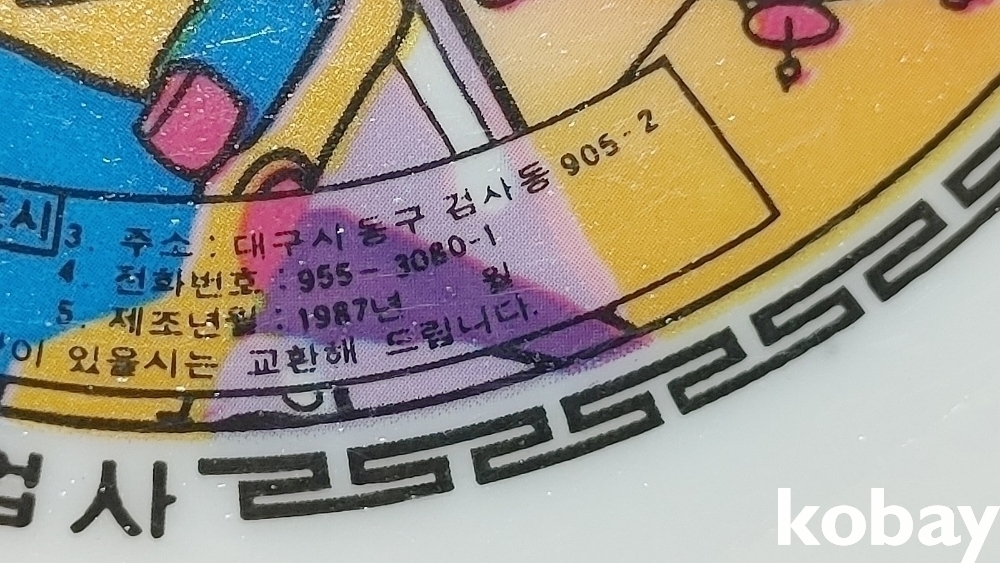 표시
3. 주소 : 대구시 동구 검사동 905-2
4. 전화번호 : 955-3080-1
5. 제조년월 : 1987년 월
이 있을시는 교환해 드립니다.
업사
kobay